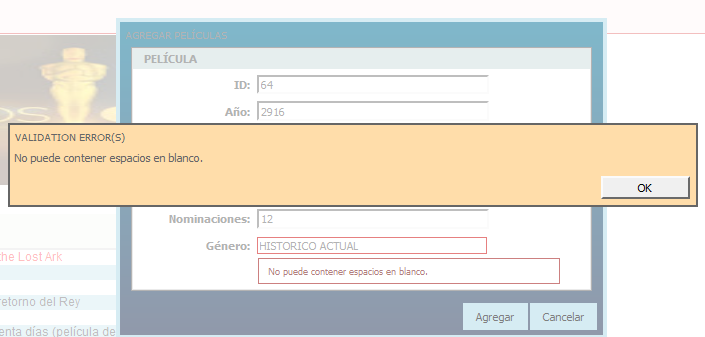 AGREGAR PELICULAS
PELÍCULA
ID: 64
Año: 2916
VALIDATION ERROR(S)
No puede contener espacios en blanco.
OK
Nominaciones: 12
Género: HISTORICO ACTUAL
No puede contener espacios en blanco.
the Lost Ark
retorno del Rey
enta días (película de
Agregar
Cancelar